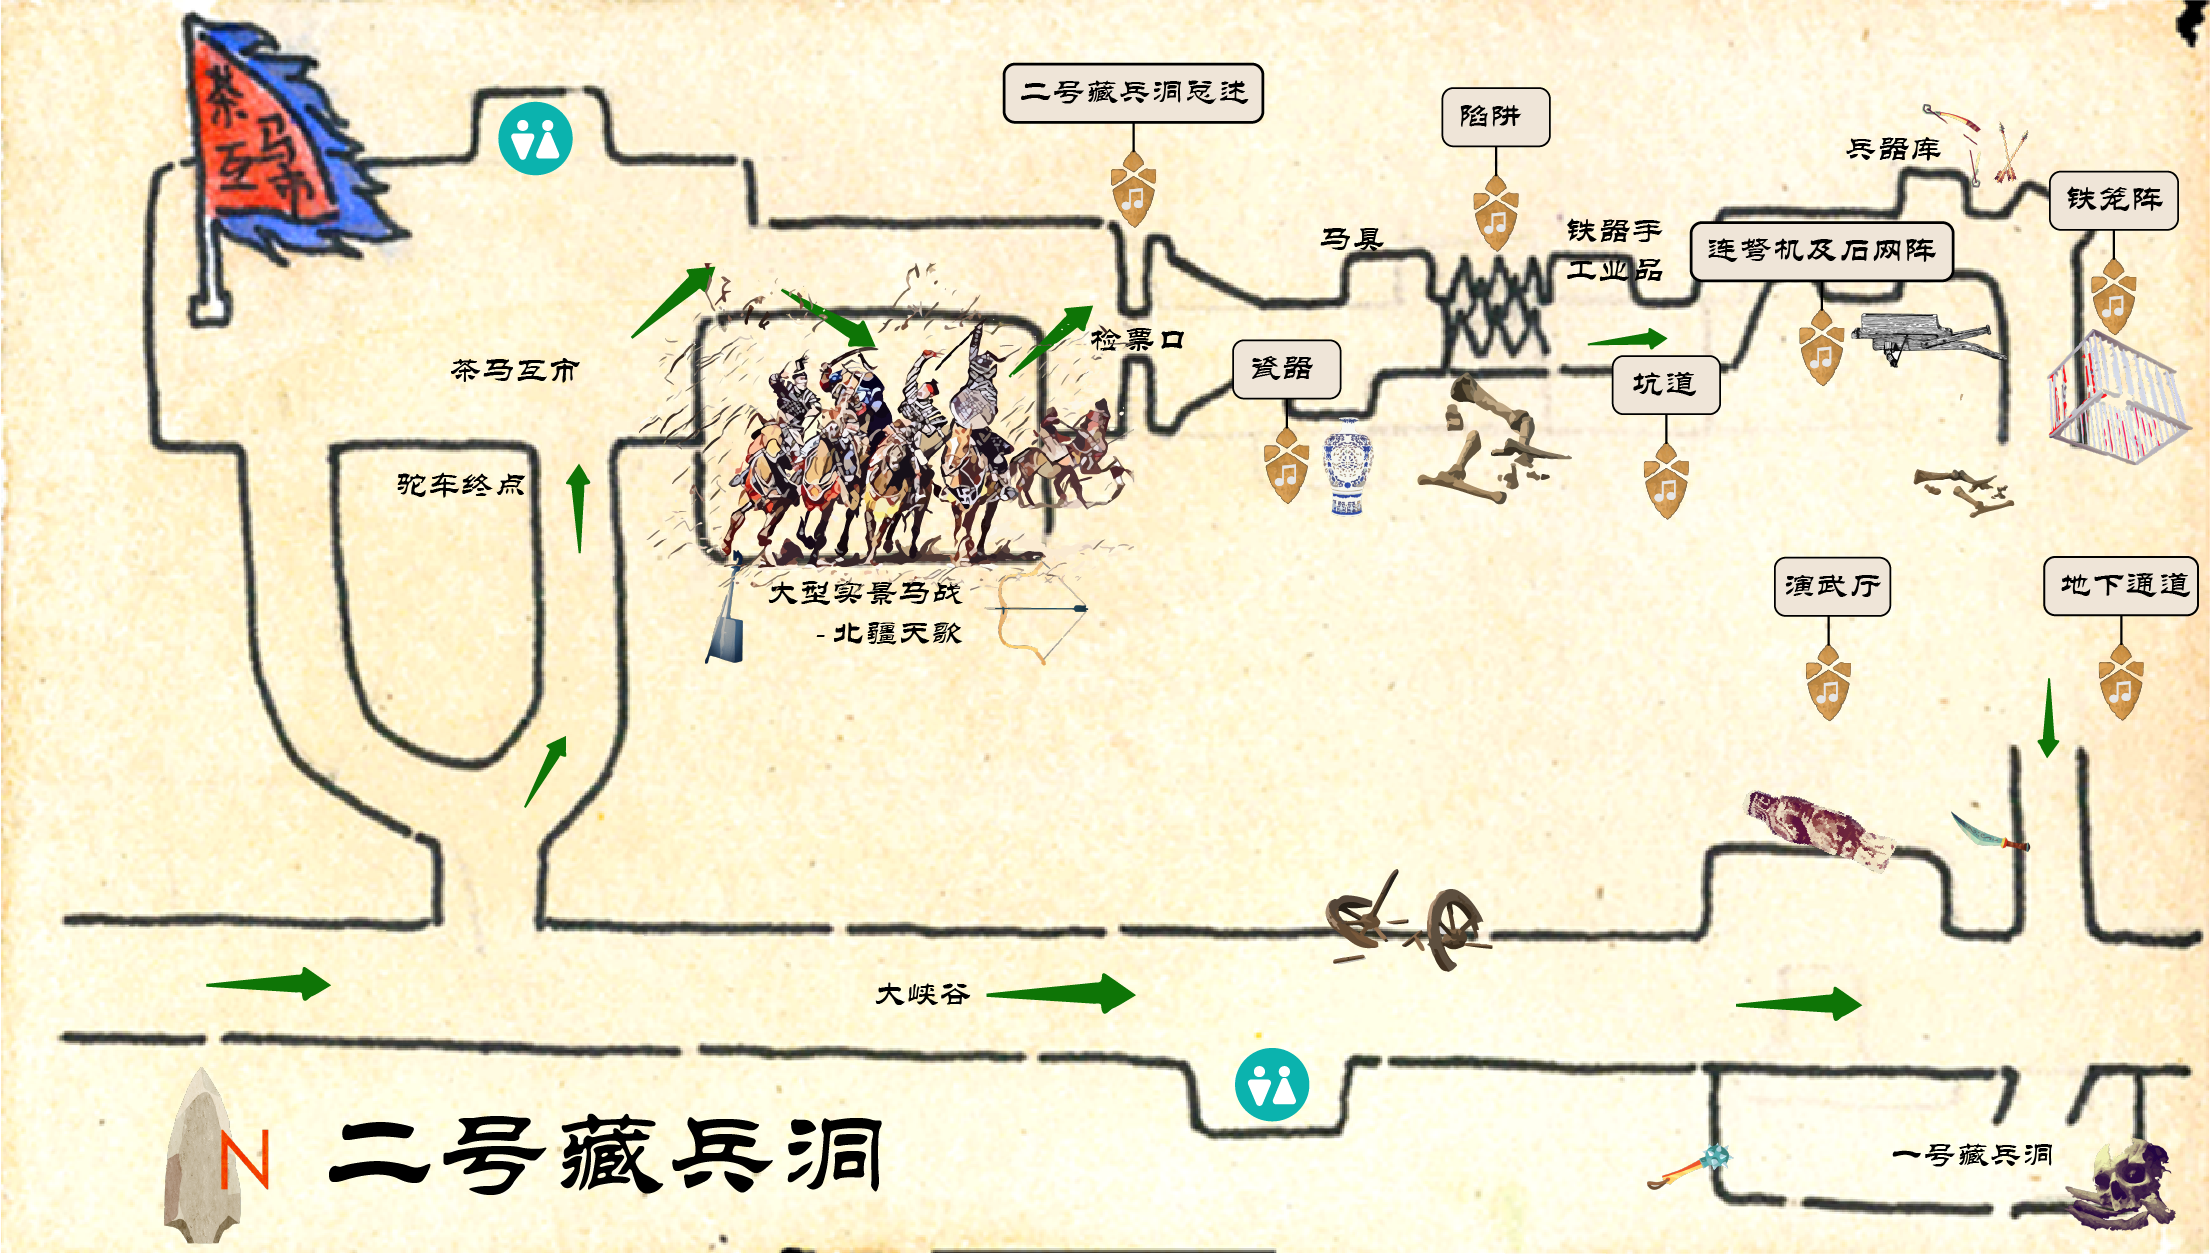 茶马互市
二号藏兵洞总述
陷阱
兵器库
铁笼阵
马具
铁器手
工业品
连弩机及石网阵
检票口
茶马互市
瓷器
坑道
驼车终点
大型实景马战
-北疆天歌
演武厅
地下通道
大峡谷
N
二号藏兵洞
一号藏兵洞